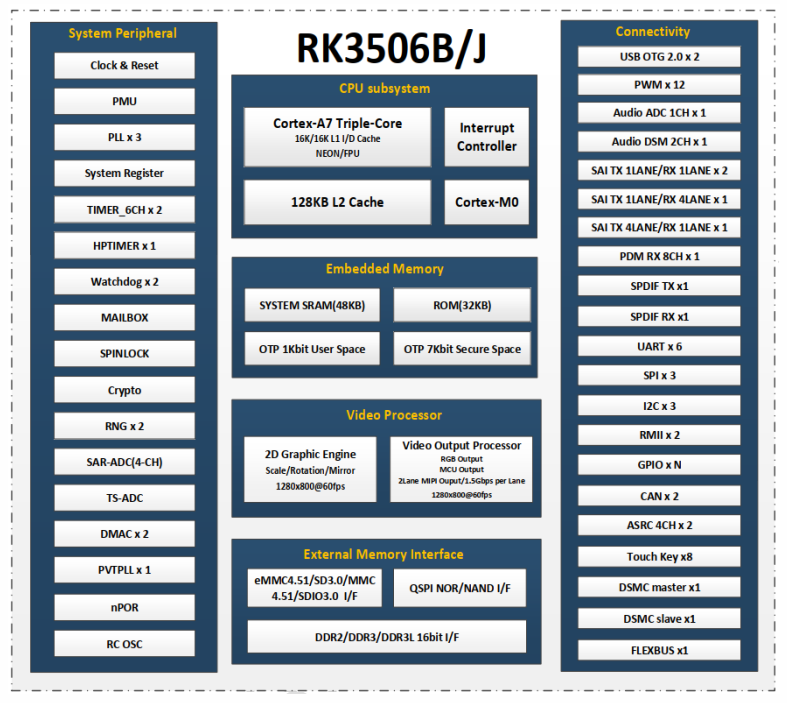 System Peripheral
Clock & Reset
PMU
PLL x 3
System Register
TIMER_6CH x 2
HPTIMER x 1
Watchdog x 2
MAILBOX
SPINLOCK
Crypto
RNG x 2
SAR-ADC(4-CH)
TS-ADC
DMAC x 2
PVTPLL x 1
nPOR
RC OSC
RK3506B/J
CPU subsystem
Cortex-A7 Triple-Core
16K/16K L1 I/D Cache
NEON/FPU
Interrupt
Controller
128KB L2 Cache
Cortex-M0
Embedded Memory
SYSTEM SRAM(48KB)
ROM(32KB)
OTP 1Kbit User Space
OTP 7Kbit Secure Space
Video Processor
2D Graphic Engine
Scale/Rotation/Mirror
1280x800@60fps
Video Output Processor
RGB Output
MCU Output
2Lane MIPI Ouput/1.5Gbps per Lane
1280x800@60fps
External Memory Interface
eMMC4.51/SD3.0/MMC
4.51/SDIO3.0 I/F
QSPI NOR/NAND I/F
DDR2/DDR3/DDR3L 16bit I/F
Connectivity
USB OTG 2.0 x 2
PWM x 12
Audio ADC 1CH x 1
Audio DSM 2CH x 1
SAI TX 1LANE/RX 1LANE x 2
SAI TX 1LANE/RX 4LANE x 1
SAI TX 4LANE/RX 1LANE x 1
PDM RX 8CH x 1
SPDIF TX x1
SPDIF RX x1
UART x 6
SPI x 3
I2C x 3
RMII x 2
GPIO x N
CAN x 2
ASRC 4CH x 2
Touch Key x8
DSMC master x1
DSMC slave x1
FLEXBUS x1